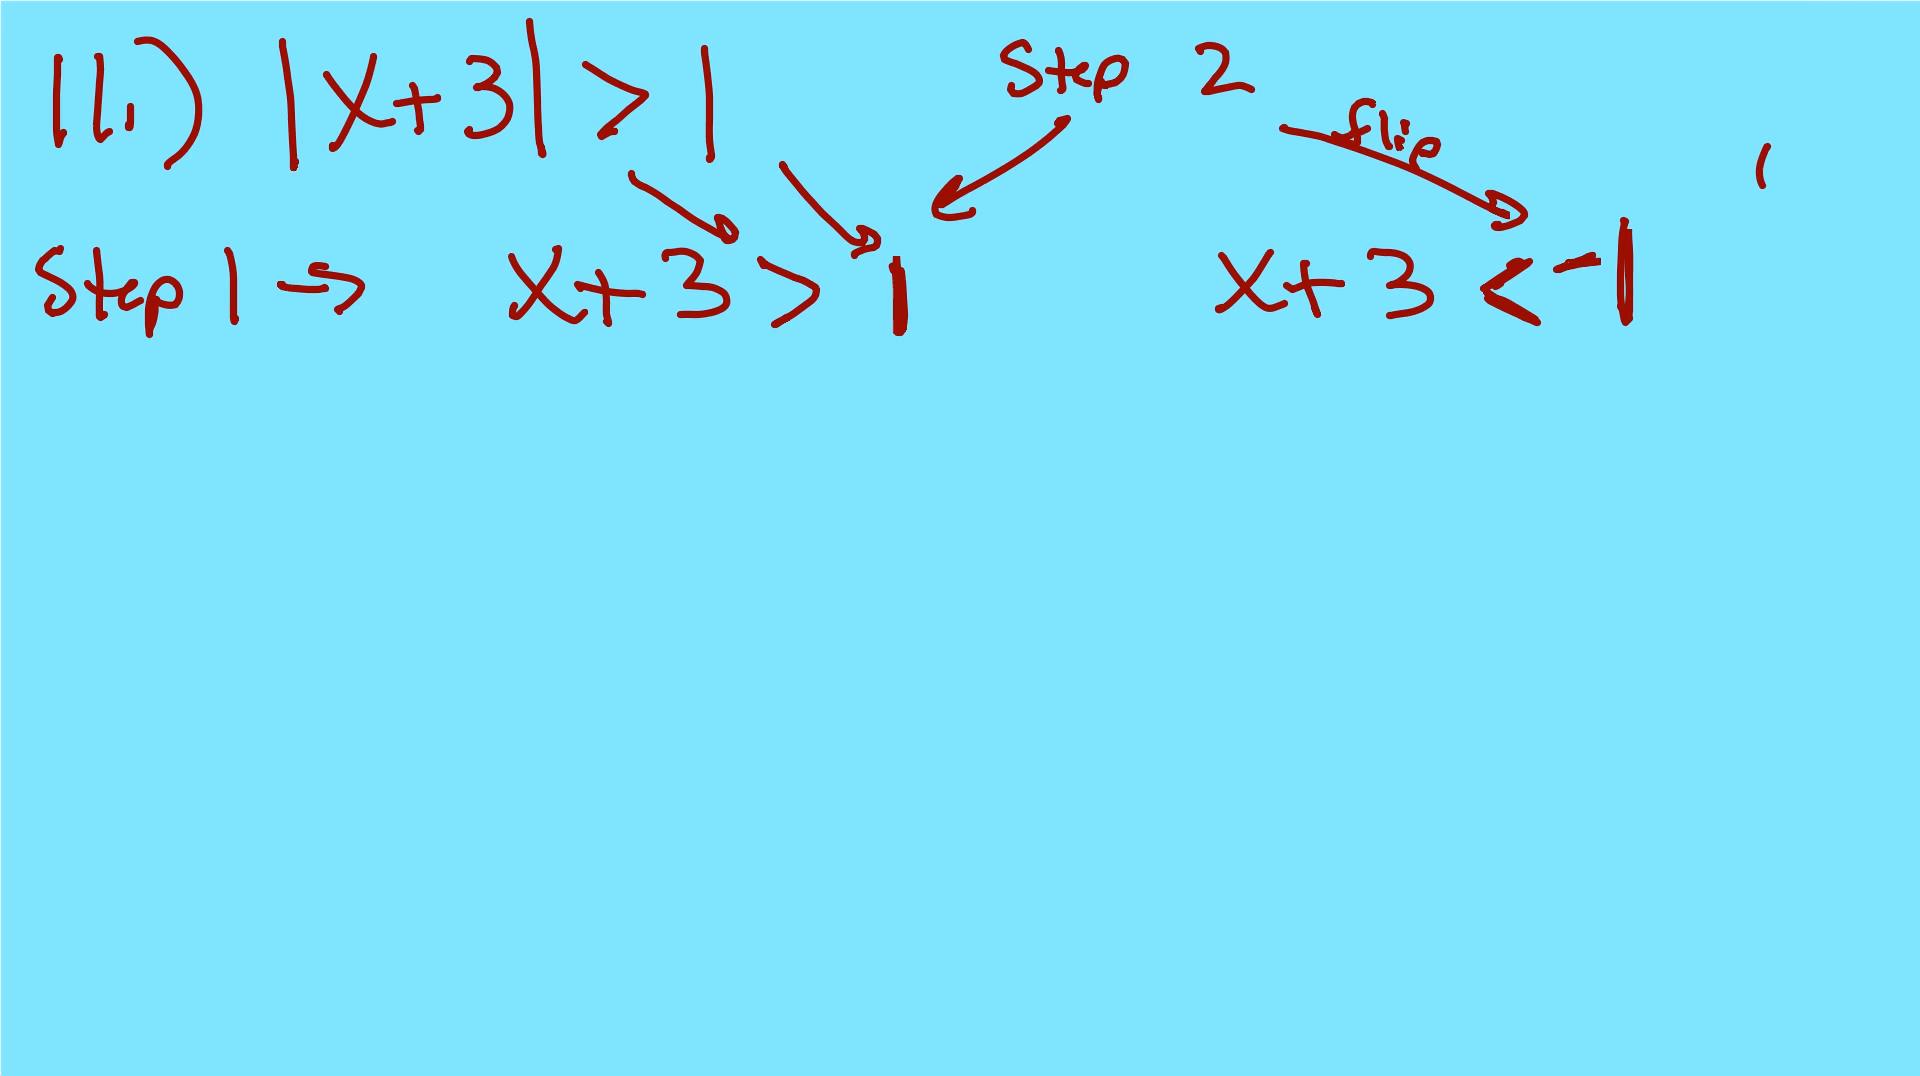 11.) |x+3| > 1 Step 2
flip
Step 1 → x+3 > 1 x+3 < -1